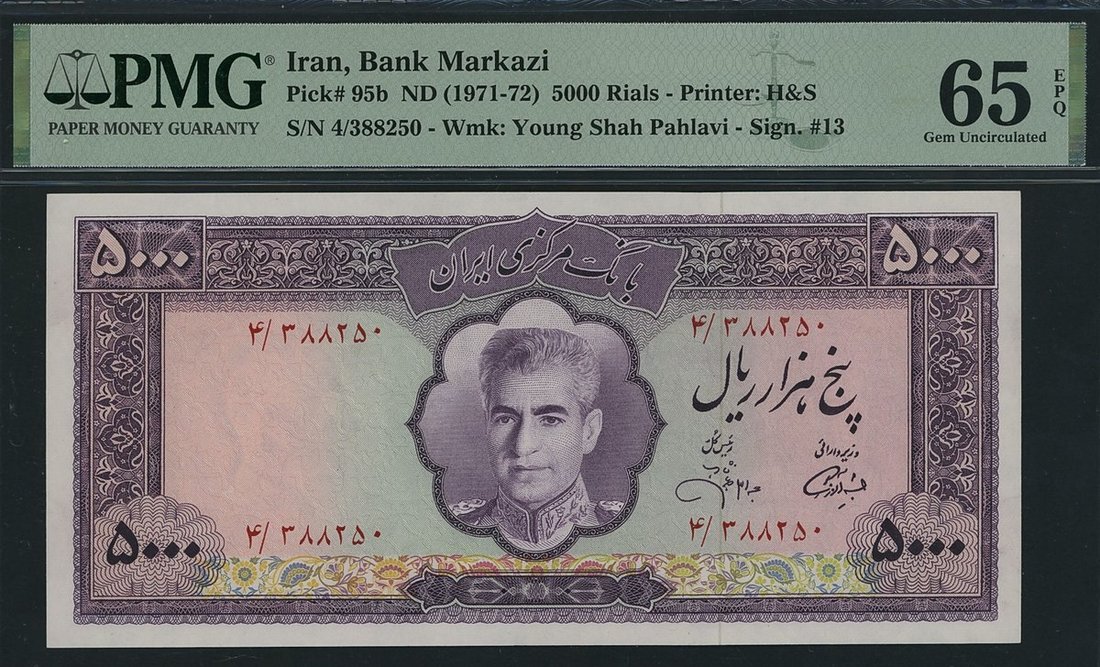 PMG®
PAPER MONEY GUARANTY
Iran, Bank Markazi
Pick# 95b ND (1971-72) 5000 Rials - Printer: H&S
S/N 4/388250 - Wmk: Young Shah Pahlavi - Sign. #13
65
EPQ
Gem Uncirculated
۵۰۰۰
بانک مرکزی ایران
۵۰۰۰
۴/۳۸۸۲۵۰
۴/۳۸۸۲۵۰
پنج هزار ریال
رئیس کل
وزیر دارائی
۴/۳۸۸۲۵۰
۴/۳۸۸۲۵۰
۵۰۰۰
۵۰۰۰